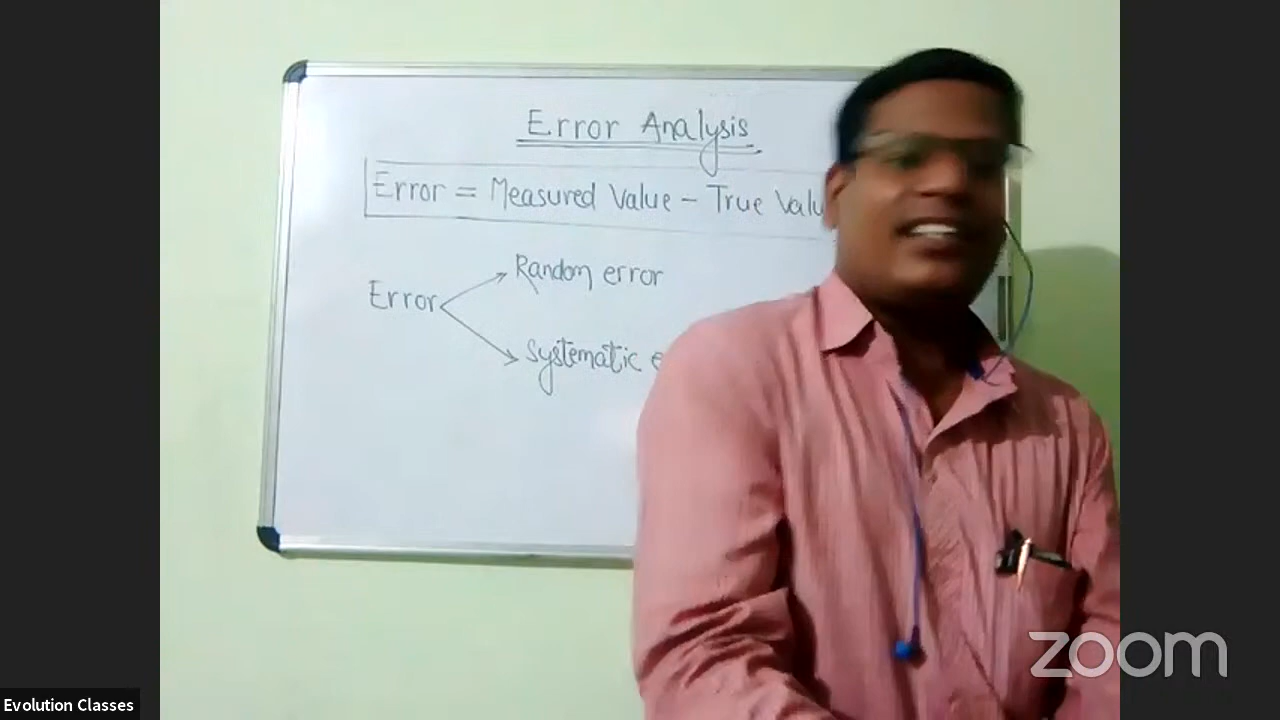 Error Analysis
Error = Measured Value - True Valu
Random error
Error
Systematic e
zoom
Evolution Classes